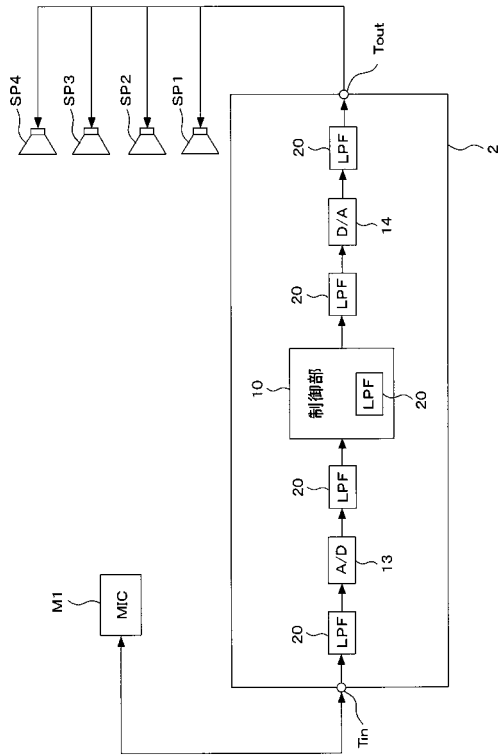 M1
MIC
SP4
SP3
SP2
SP1
Tin
20
LPF
A/D
13
20
LPF
10
制御部
LPF
20
20
LPF
D/A
14
20
LPF
Tout
2